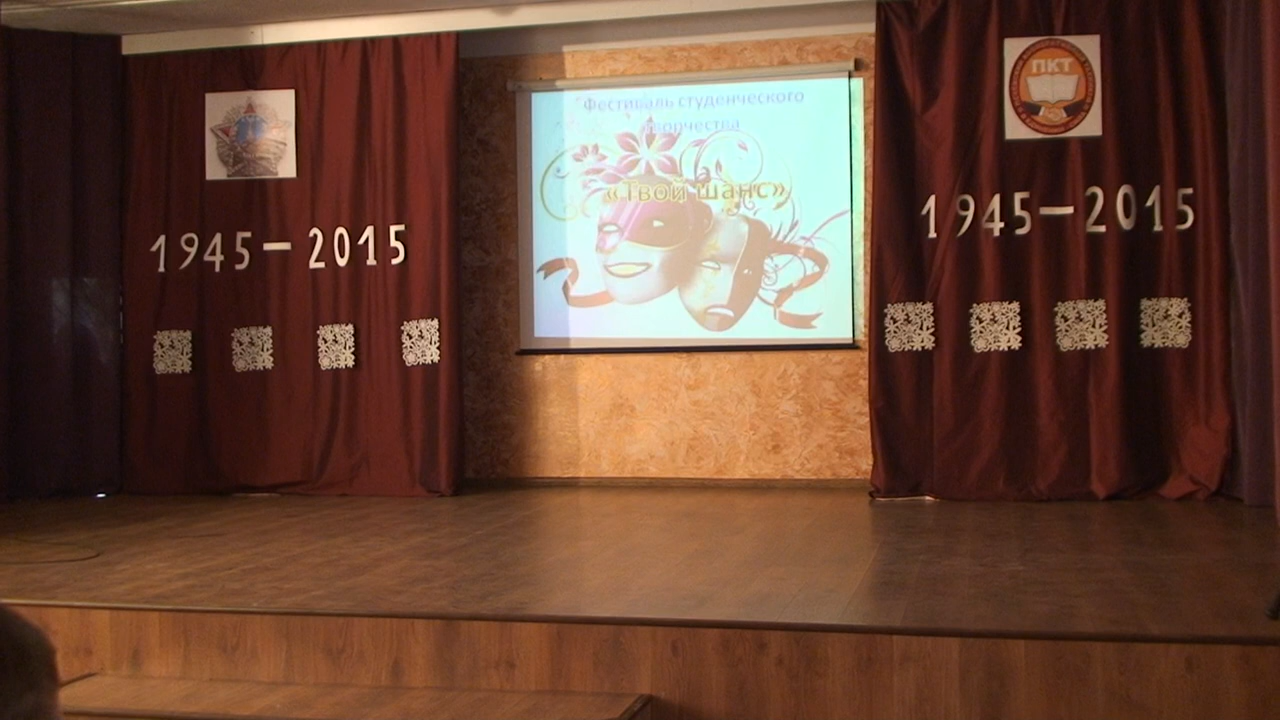 Фестиваль студенческого
творчества
«Твой шанс»
1945-2015
ПКТ
1945-2015